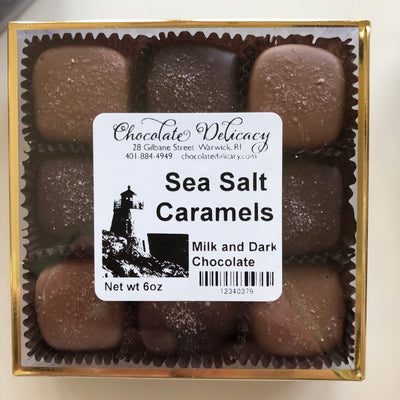 Chocolate Delicacy
28 Gilbane Street Warwick, RI
401-884-4949 chocolatedelicacy.com
Sea Salt
Caramels
Milk and Dark
Chocolate
Net wt 6oz
12340379